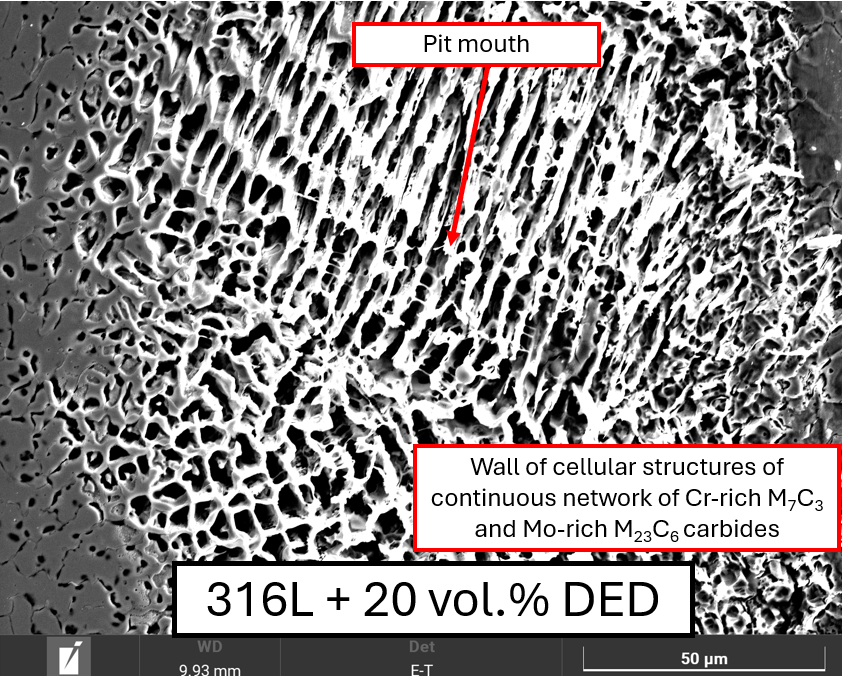 Pit mouth
Wall of cellular structures of
continuous network of Cr-rich M₇C₃
and Mo-rich M₂₃C₆ carbides
316L + 20 vol.% DED
WD
Det
50 µm
9.93 mm
E-T